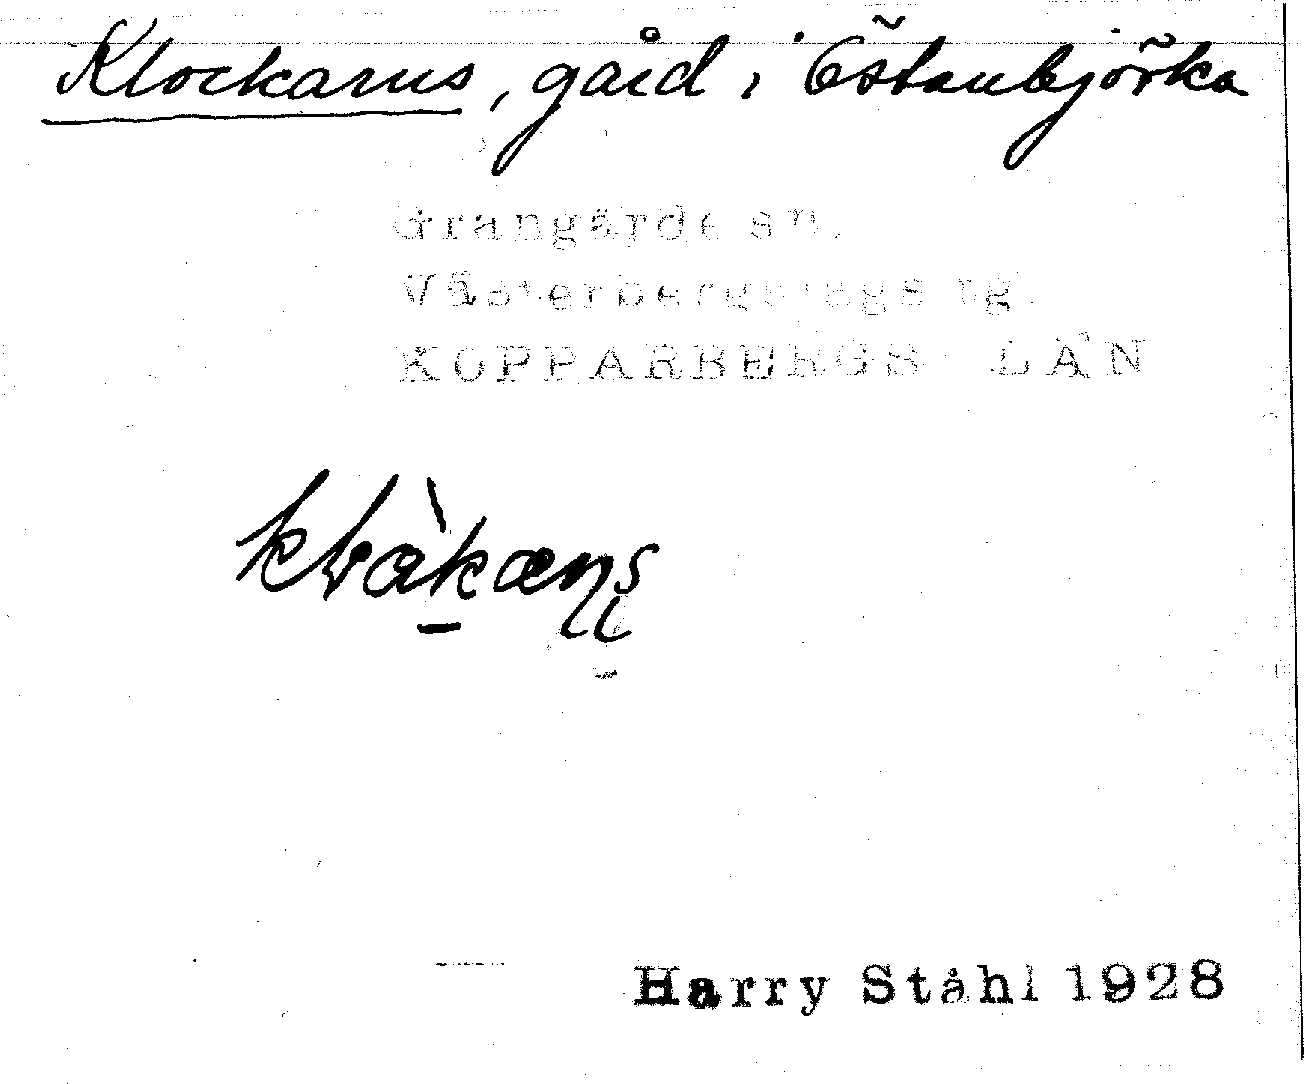 Klockarns, gård i Östanbjörka
Grangärde sn.
Västerbergslags tg.
KOPPARBERGS LÄN
Harry Ståhl 1928